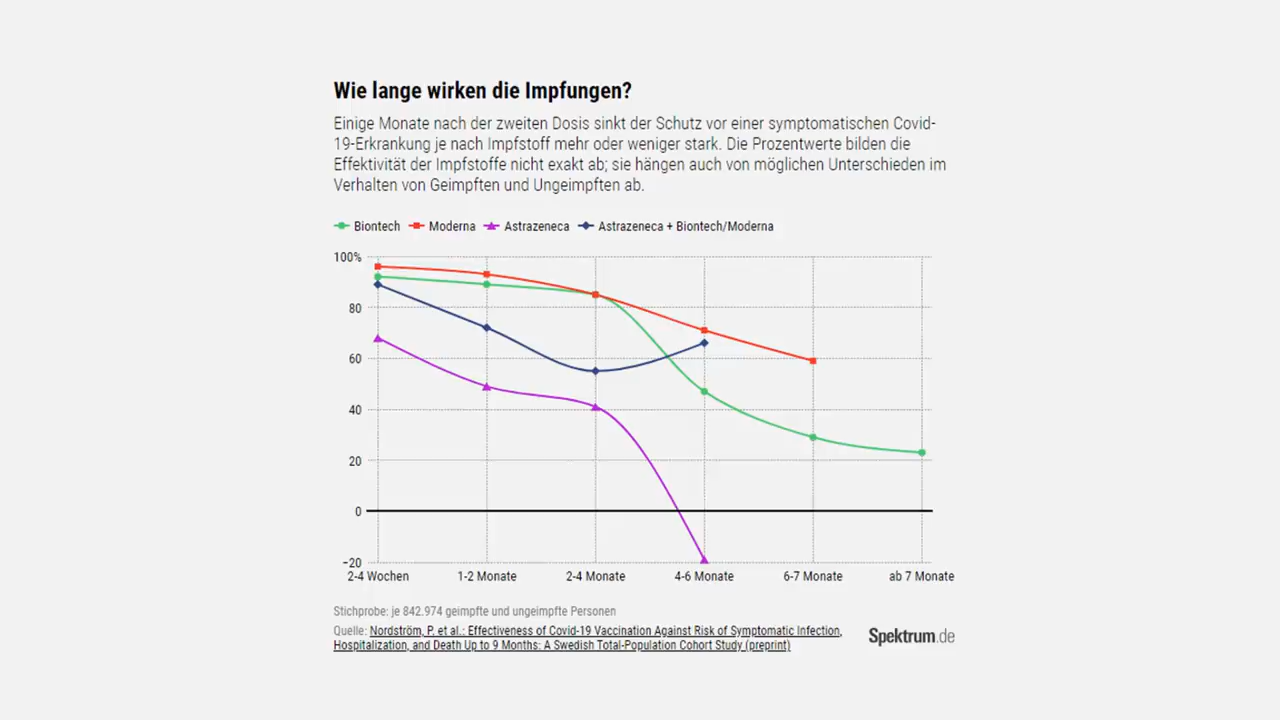 Wie lange wirken die Impfungen?
Einige Monate nach der zweiten Dosis sinkt der Schutz vor einer symptomatischen Covid-
19-Erkrankung je nach Impfstoff mehr oder weniger stark. Die Prozentwerte bilden die
Effektivität der Impfstoffe nicht exakt ab; sie hängen auch von möglichen Unterschieden im
Verhalten von Geimpften und Ungeimpften ab.
Biontech Moderna Astrazeneca Astrazeneca + Biontech/Moderna
100%
80
60
40
20
0
−20
2-4 Wochen 1-2 Monate 2-4 Monate 4-6 Monate 6-7 Monate ab 7 Monate
Stichprobe: je 842.974 geimpfte und ungeimpfte Personen
Quelle: Nordström, P. et al.: Effectiveness of Covid-19 Vaccination Against Risk of Symptomatic Infection,
Hospitalization, and Death Up to 9 Months: A Swedish Total-Population Cohort Study (preprint)
Spektrum.de